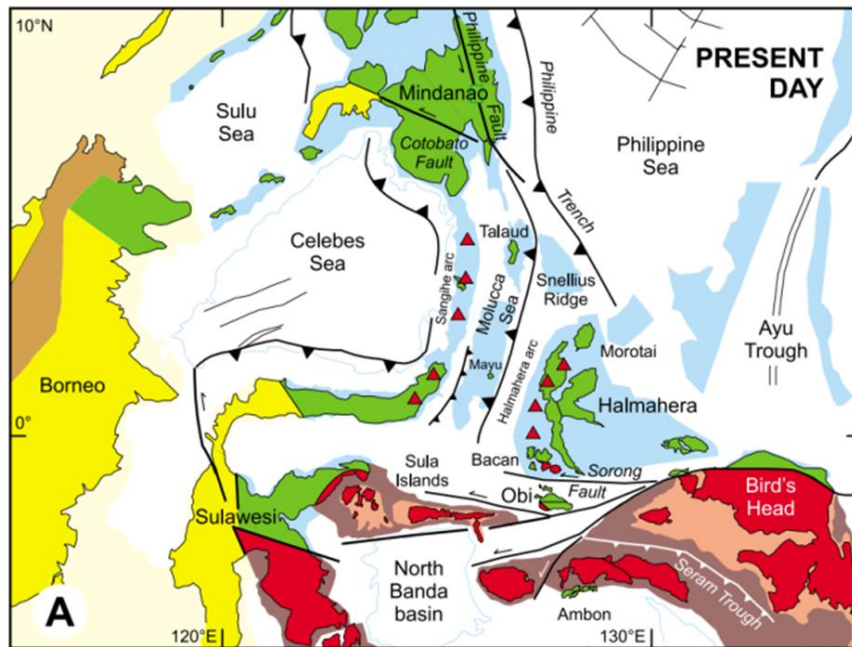 10°N
PRESENT
DAY
Philippine
Fault
Mindanao
Philippine
Trench
Sulu
Sea
Cotobato
Fault
Philippine
Sea
Celebes
Sea
Talaud
Sangihe arc
Molucca
Sea
Snellius
Ridge
Ayu
Trough
Borneo
Mayu
Halmahera arc
Morotai
Halmahera
0°
Sula
Islands
Bacan
Sorong
Fault
Obi
Bird's
Head
Sulawesi
North
Banda
basin
Seram Trough
Ambon
A
120°E
130°E